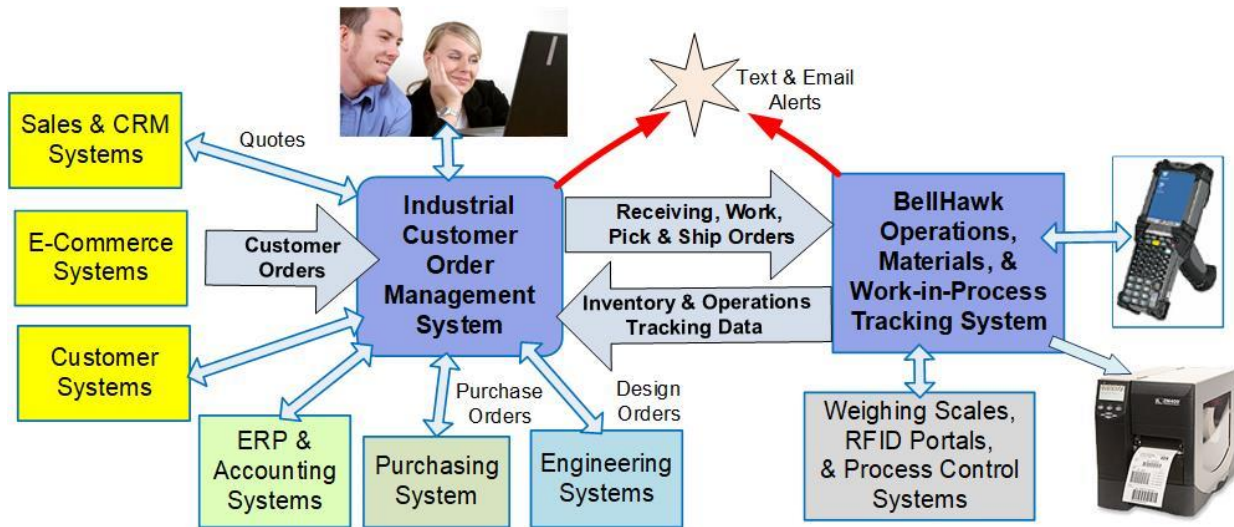 Text & Email
Alerts
Sales & CRM
Systems
Quotes
E-Commerce
Systems
Customer
Orders
Customer
Systems
Industrial
Customer
Order
Management
System
Receiving, Work,
Pick & Ship Orders
Inventory & Operations
Tracking Data
BellHawk
Operations,
Materials, &
Work-in-Process
Tracking System
Purchase
Orders
Design
Orders
ERP &
Accounting
Systems
Purchasing
System
Engineering
Systems
Weighing Scales,
RFID Portals,
& Process Control
Systems